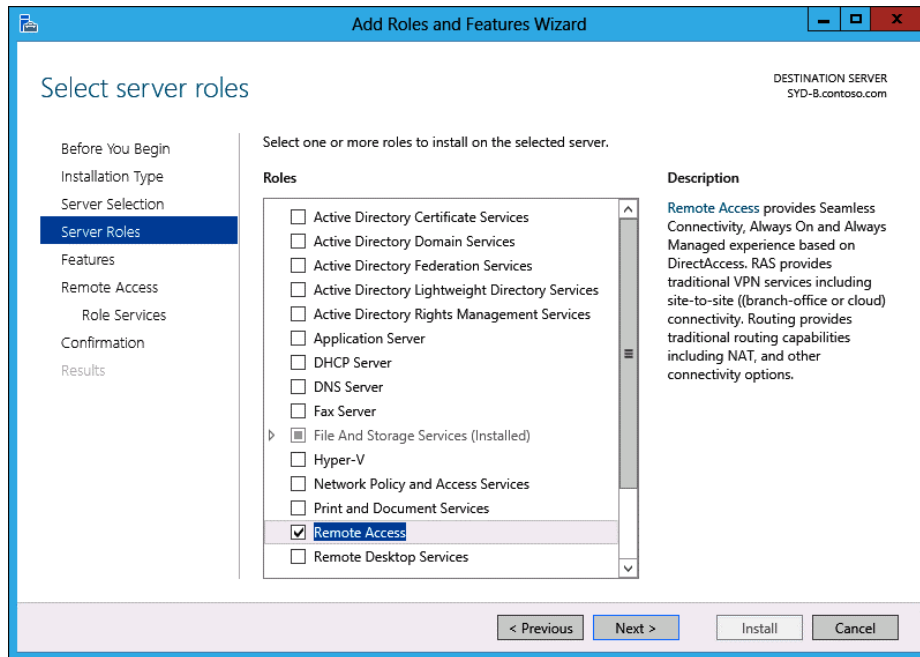 Add Roles and Features Wizard
Select server roles
DESTINATION SERVER
SYD-B.contoso.com
Before You Begin
Installation Type
Server Selection
Server Roles
Features
Remote Access
Role Services
Confirmation
Results
Select one or more roles to install on the selected server.
Roles
Active Directory Certificate Services
Active Directory Domain Services
Active Directory Federation Services
Active Directory Lightweight Directory Services
Active Directory Rights Management Services
Application Server
DHCP Server
DNS Server
Fax Server
File And Storage Services (Installed)
Hyper-V
Network Policy and Access Services
Print and Document Services
Remote Access
Remote Desktop Services
Description
Remote Access provides Seamless
Connectivity, Always On and Always
Managed experience based on
DirectAccess. RAS provides
traditional VPN services including
site-to-site ((branch-office or cloud)
connectivity. Routing provides
traditional routing capabilities
including NAT, and other
connectivity options.
< Previous
Next >
Install
Cancel